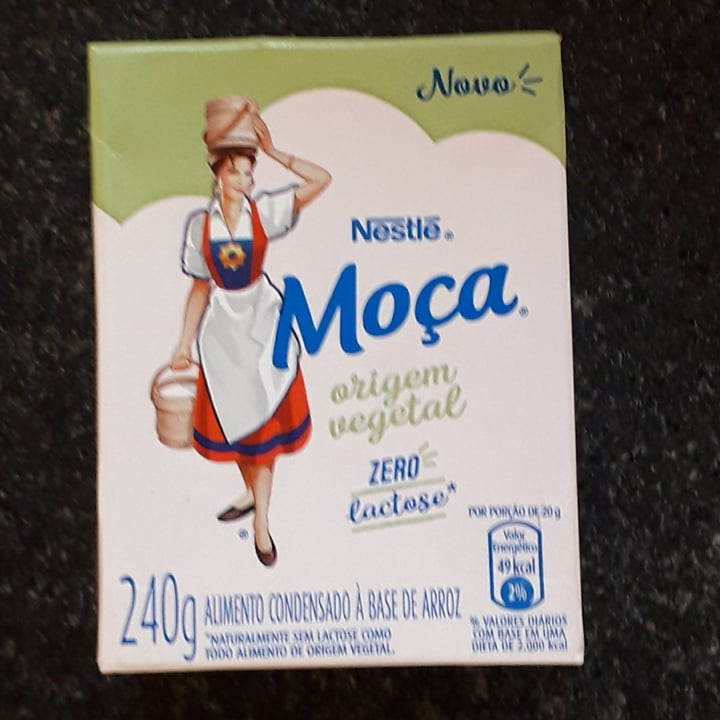 Novo
Nestlé®
Moça®
origem
vegetal
ZERO
lactose*
POR PORÇÃO DE 20 g
Valor
Energético
49 kcal
2%
% VALORES DIÁRIOS
COM BASE EM UMA
DIETA DE 2.000 kcal
®
240g
ALIMENTO CONDENSADO À BASE DE ARROZ
*NATURALMENTE SEM LACTOSE COMO
TODO ALIMENTO DE ORIGEM VEGETAL.